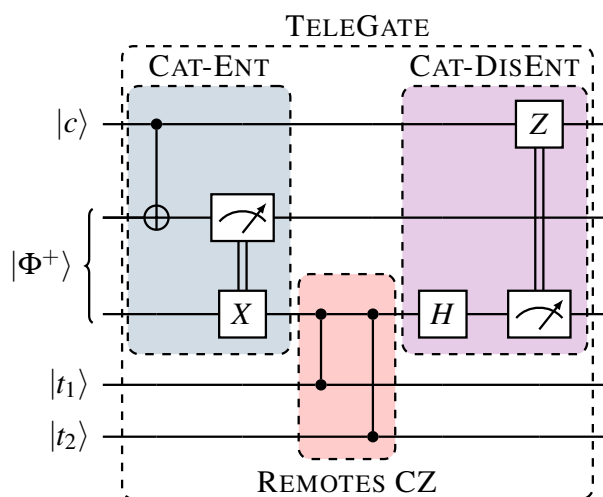 TELEGATE
CAT-ENT CAT-DISENT
|c⟩ Z
|Φ⁺⟩
X H
|t₁⟩
|t₂⟩
REMOTES CZ